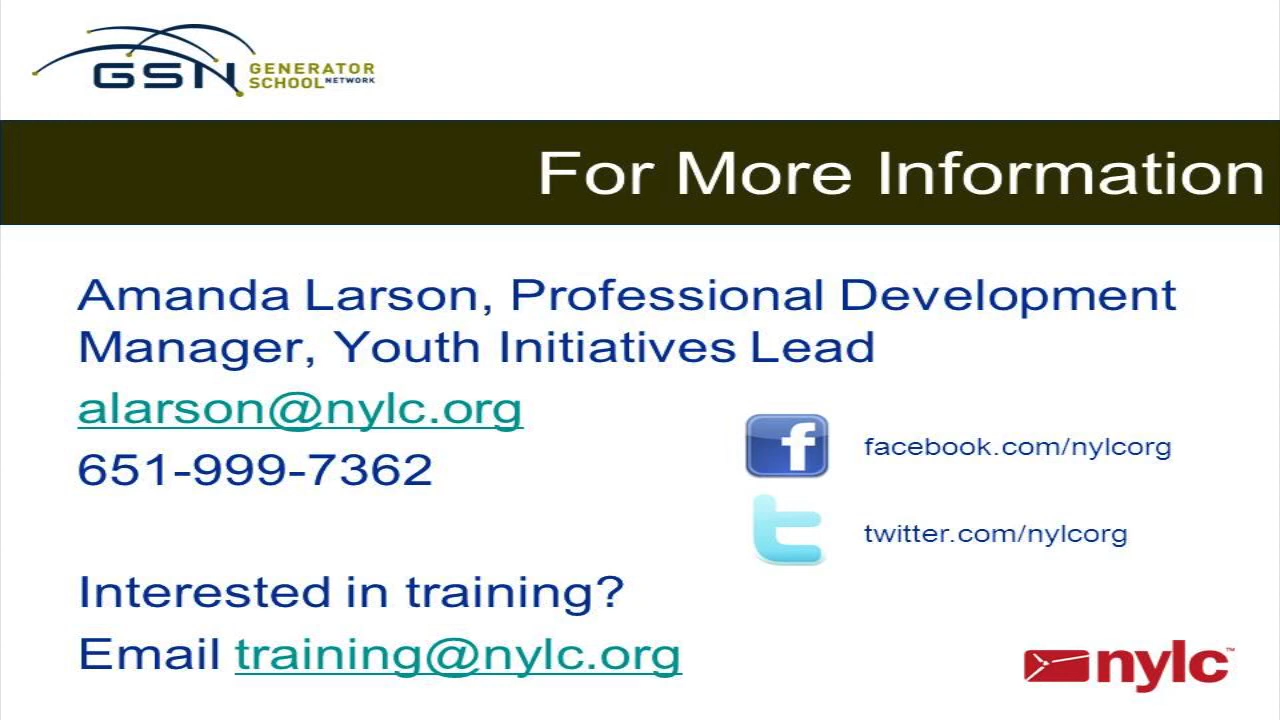 GSN GENERATOR
SCHOOL NETWORK
For More Information
Amanda Larson, Professional Development
Manager, Youth Initiatives Lead
alarson@nylc.org
651-999-7362
f facebook.com/nylcorg
t twitter.com/nylcorg
Interested in training?
Email training@nylc.org
nylc™